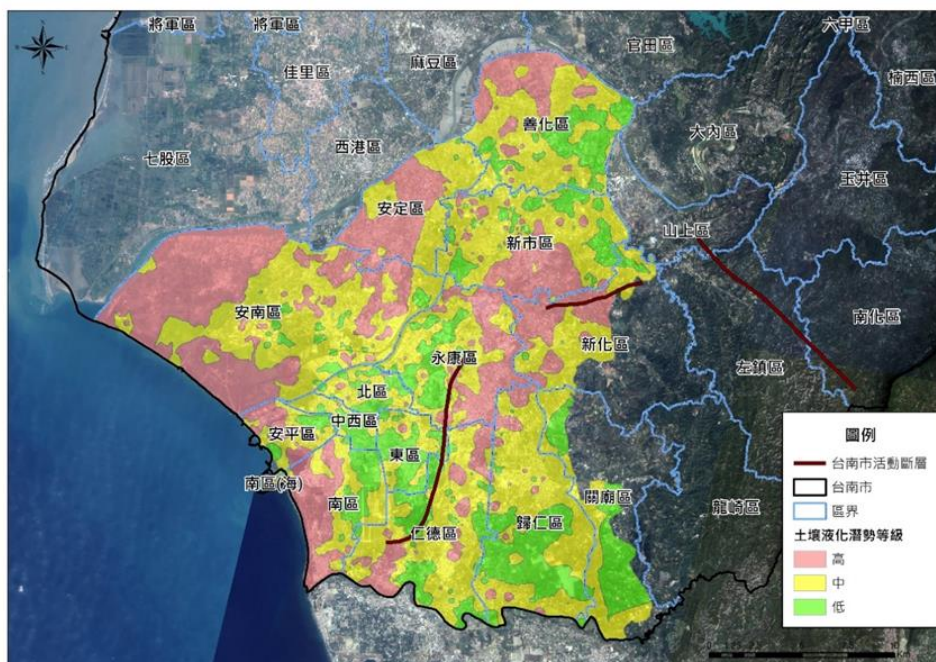 將軍區
將軍區
六甲區
麻豆區
官田區
佳里區
楠西區
善化區
大內區
西港區
七股區
玉井區
安定區
山上區
新市區
安南區
南化區
新化區
永康區
左鎮區
北區
中西區
安平區
東區
南區(海)
南區
關廟區
龍崎區
歸仁區
仁德區
圖例
台南市活動斷層
台南市
區界
土壤液化潛勢等級
高
中
低